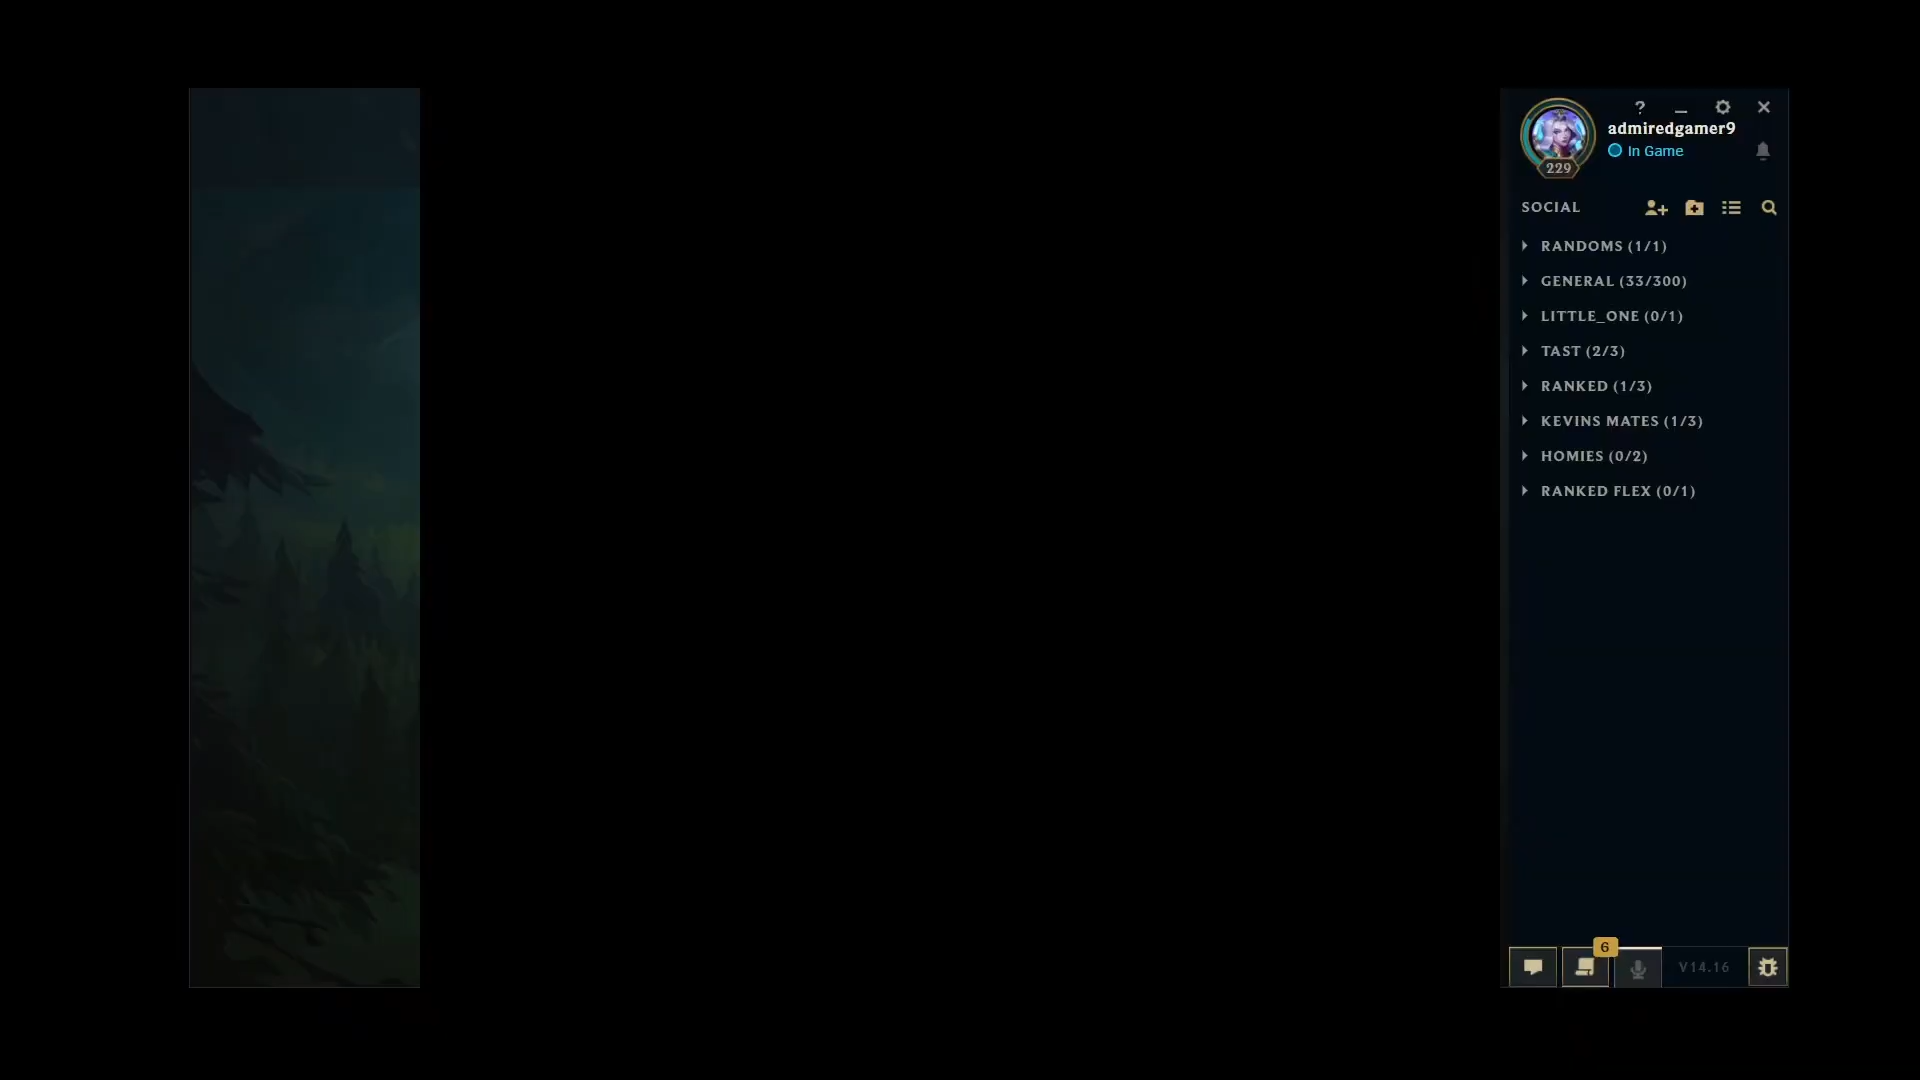 ?
admiredgamer9
In Game
229
SOCIAL
RANDOMS (1/1)
GENERAL (33/300)
LITTLE_ONE (0/1)
TAST (2/3)
RANKED (1/3)
KEVINS MATES (1/3)
HOMIES (0/2)
RANKED FLEX (0/1)
6
V14.16